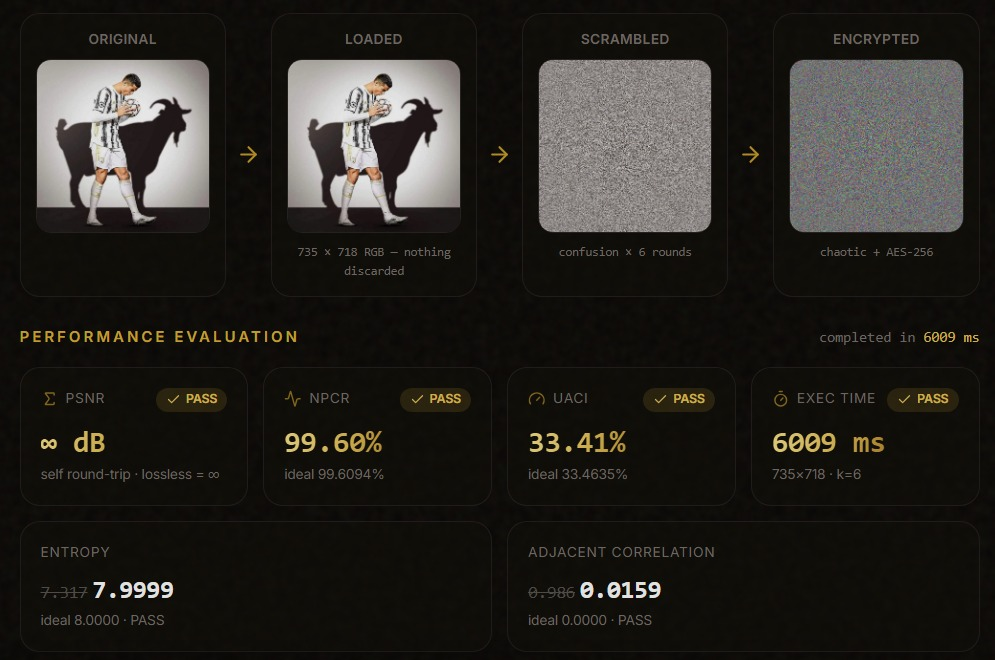 ORIGINAL
LOADED
SCRAMBLED
ENCRYPTED
735 × 718 RGB — nothing
discarded
confusion × 6 rounds
chaotic + AES-256
PERFORMANCE EVALUATION
completed in 6009 ms
PSNR
PASS
∞ dB
self round-trip · lossless = ∞
NPCR
PASS
99.60%
ideal 99.6094%
UACI
PASS
33.41%
ideal 33.4635%
EXEC TIME
PASS
6009 ms
735×718 · k=6
ENTROPY
7.317 7.9999
ideal 8.0000 · PASS
ADJACENT CORRELATION
0.986 0.0159
ideal 0.0000 · PASS